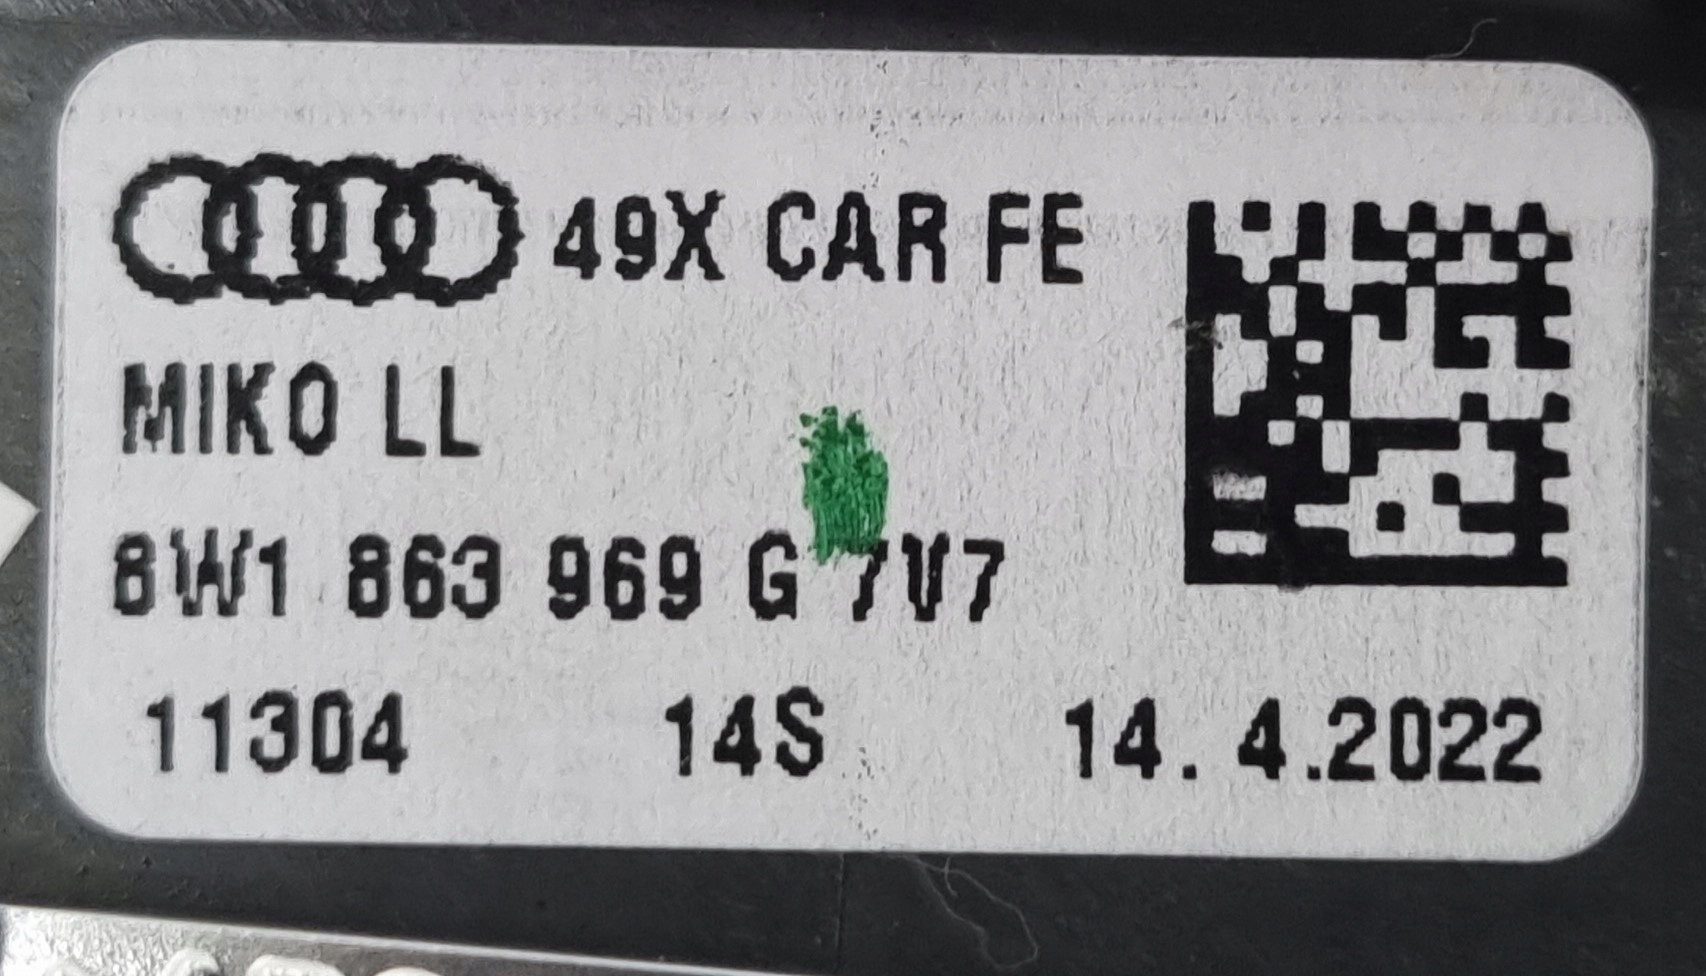 49X CAR FE
MIKO LL
8W1 863 969 G 7V7
11304 14S 14. 4.2022